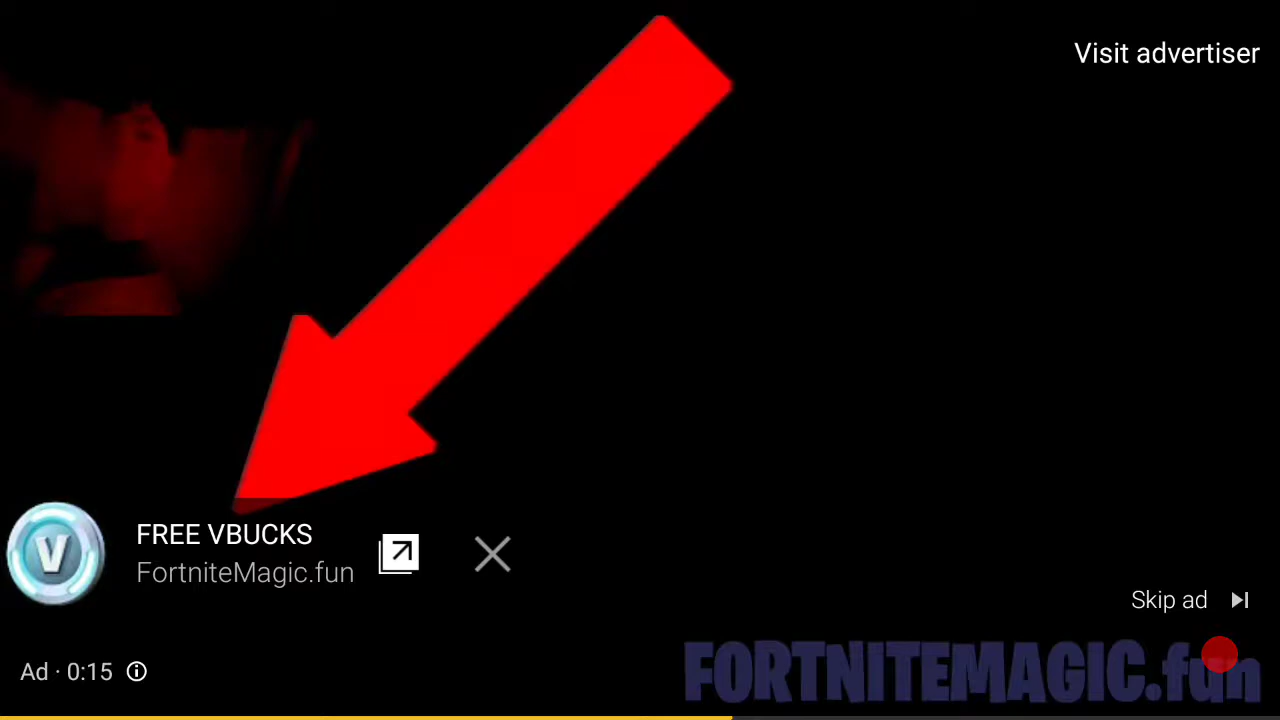 Visit advertiser
FREE VBUCKS
FortniteMagic.fun
Skip ad
Ad · 0:15
FORTNITEMAGIC.fun